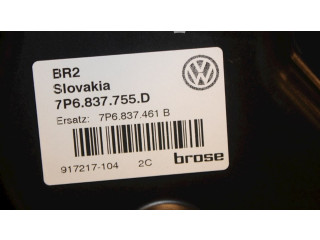 BR2
Slovakia
7P6.837.755.D
Ersatz: 7P6.837.461 B
917217-104 2C
brose